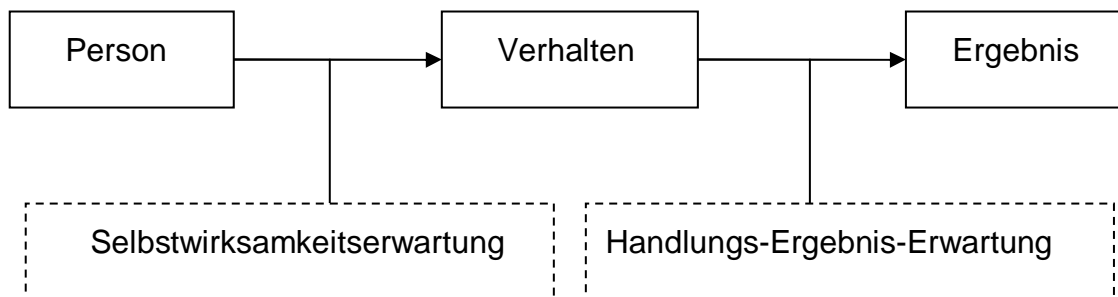 Person
Verhalten
Ergebnis
Selbstwirksamkeitserwartung
Handlungs-Ergebnis-Erwartung